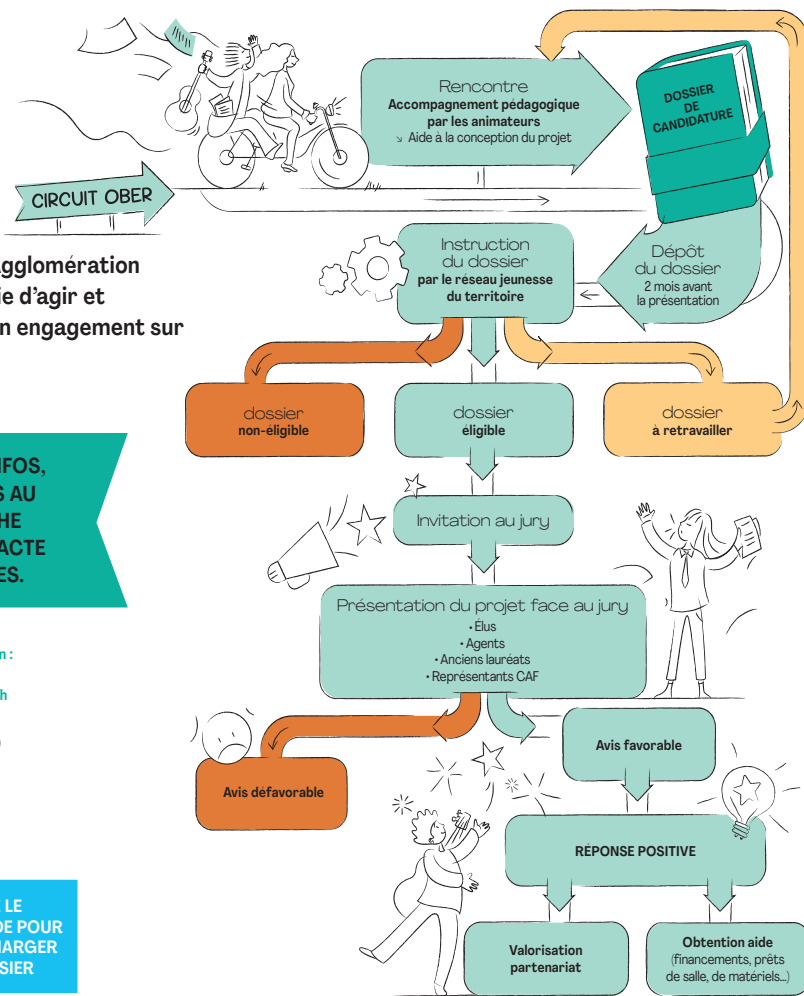 Rencontre
Accompagnement pédagogique
par les animateurs
↘ Aide à la conception du projet
DOSSIER
DE
CANDIDATURE
CIRCUIT OBER
Instruction
du dossier
par le réseau jeunesse
du territoire
Dépôt
du dossier
2 mois avant
la présentation
agglomération
ie d'agir et
n engagement sur
dossier
non-éligible
dossier
éligible
dossier
à retravailler
Invitation au jury
Présentation du projet face au jury
• Élus
• Agents
• Anciens lauréats
• Représentants CAF
Avis défavorable
Avis favorable
RÉPONSE POSITIVE
Valorisation
partenariat
Obtention aide
(financements, prêts
de salle, de matériels...)
NFOS,
S AU
HE
ACTE
ES.
n :
h
)
LE
DE POUR
HARGER
SIER